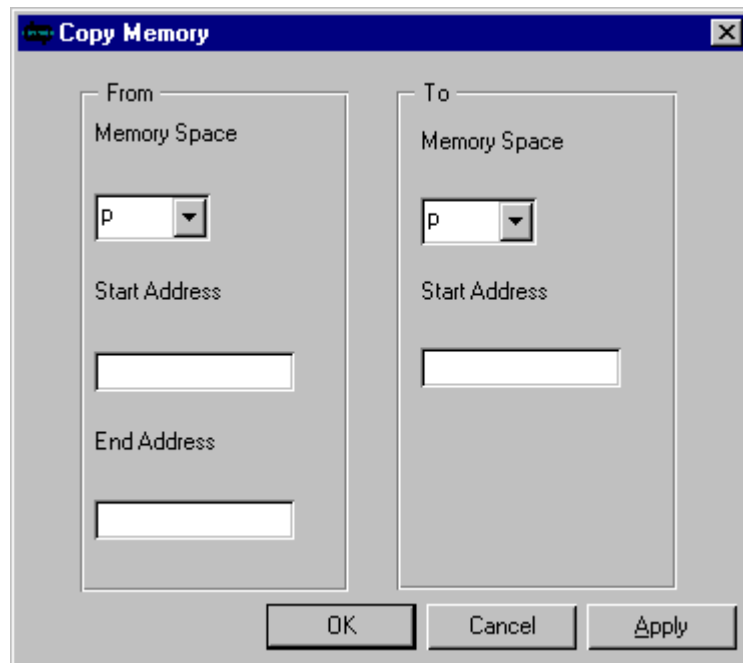 Copy Memory
From
Memory Space
p
Start Address
End Address
To
Memory Space
p
Start Address
OK
Cancel
Apply